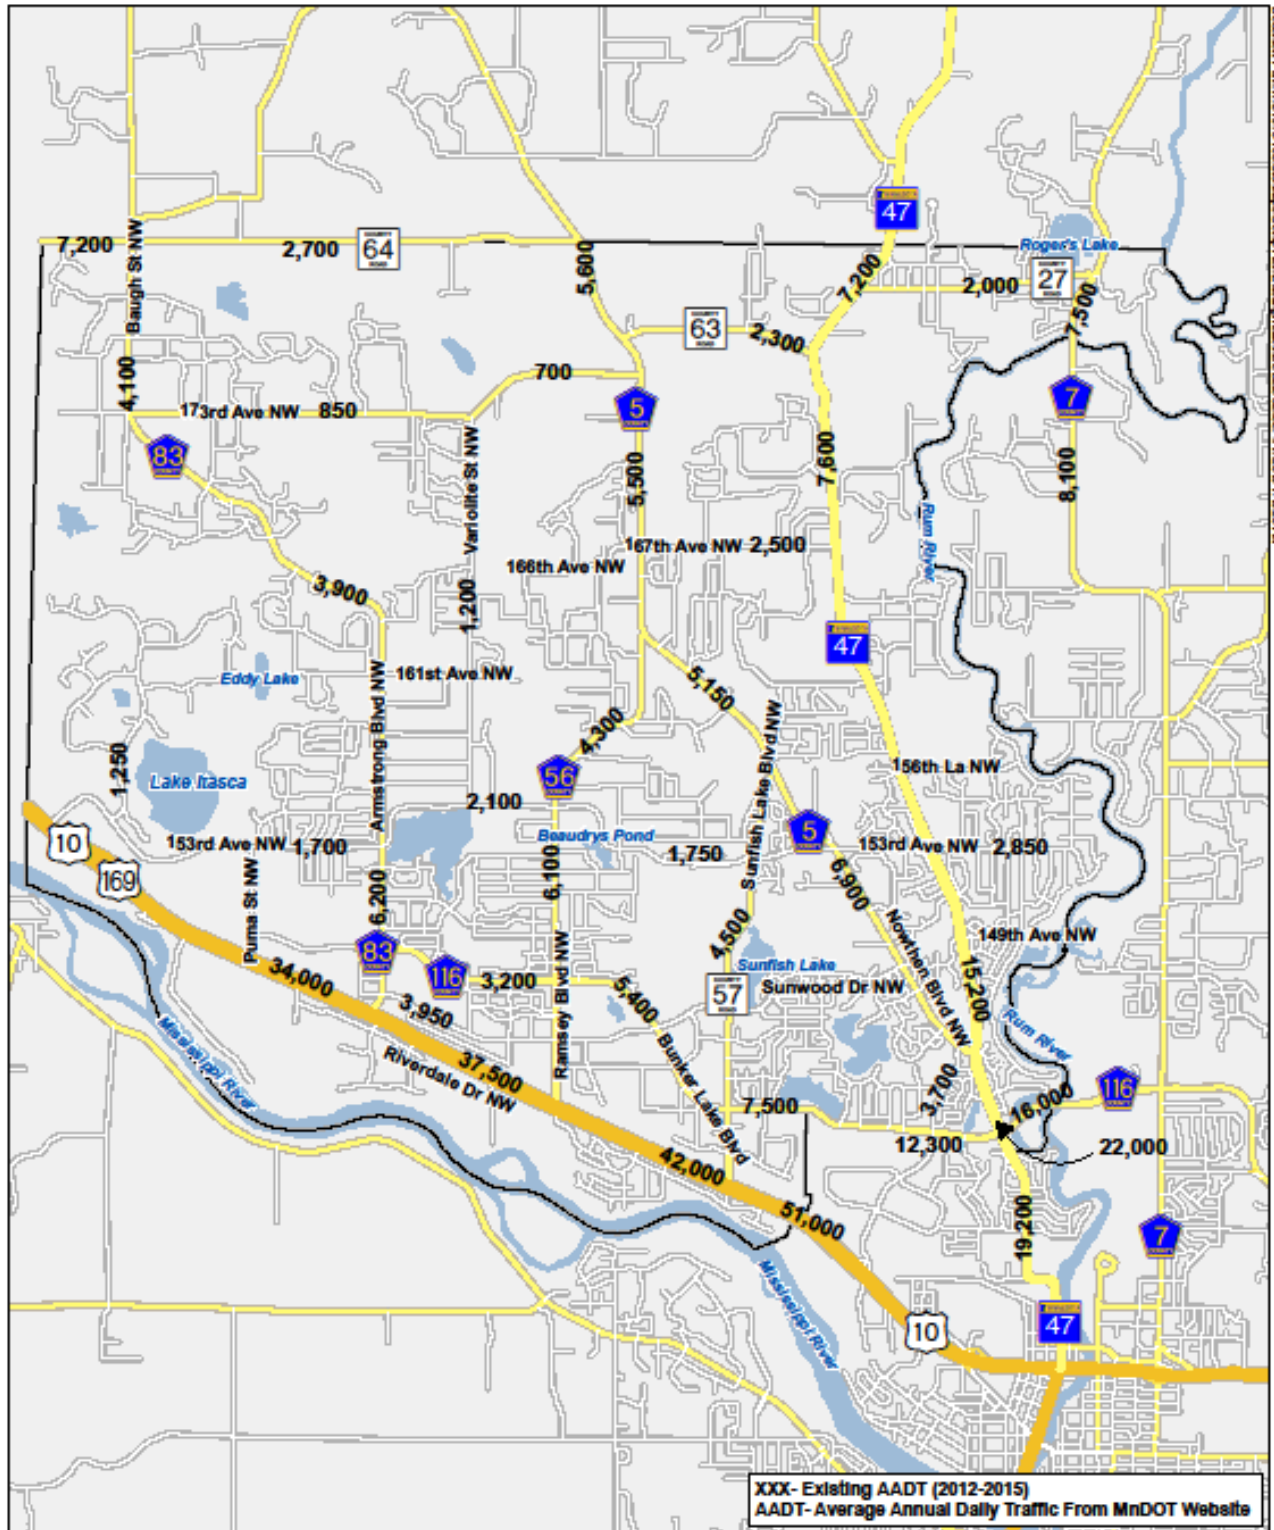 47
Roger's Lake
7,200
2,700
COUNTY
64
ROAD
5,600
7,200
2,000
COUNTY
27
ROAD
7,500
Baugh St NW
63
ROAD
2,300
4,100
700
173rd Ave NW
850
5
7
83
Variolite St NW
5,500
7,600
8,100
Rum River
167th Ave NW
2,500
166th Ave NW
3,900
1,200
47
161st Ave NW
Eddy Lake
Armstrong Blvd NW
5,150
4,300
Sunfish Lake Blvd NW
156th La NW
1,250
Lake Itasca
56
2,100
Beaudrys Pond
5
10
153rd Ave NW
1,700
1,750
153rd Ave NW
2,850
169
Puma St NW
6,200
6,100
6,900
Nowthen Blvd NW
4,500
149th Ave NW
83
116
3,200
Ramsey Blvd NW
5,400
Sunfish Lake
57
ROAD
Sunwood Dr NW
15,200
34,000
3,950
Rum River
Mississippi River
37,500
Riverdale Dr NW
Bunker Lake Blvd
7,500
3,700
16,000
116
12,300
22,000
42,000
51,000
19,200
7
Mississippi River
10
47
XXX- Existing AADT (2012-2015)
AADT- Average Annual Daily Traffic From MnDOT Website